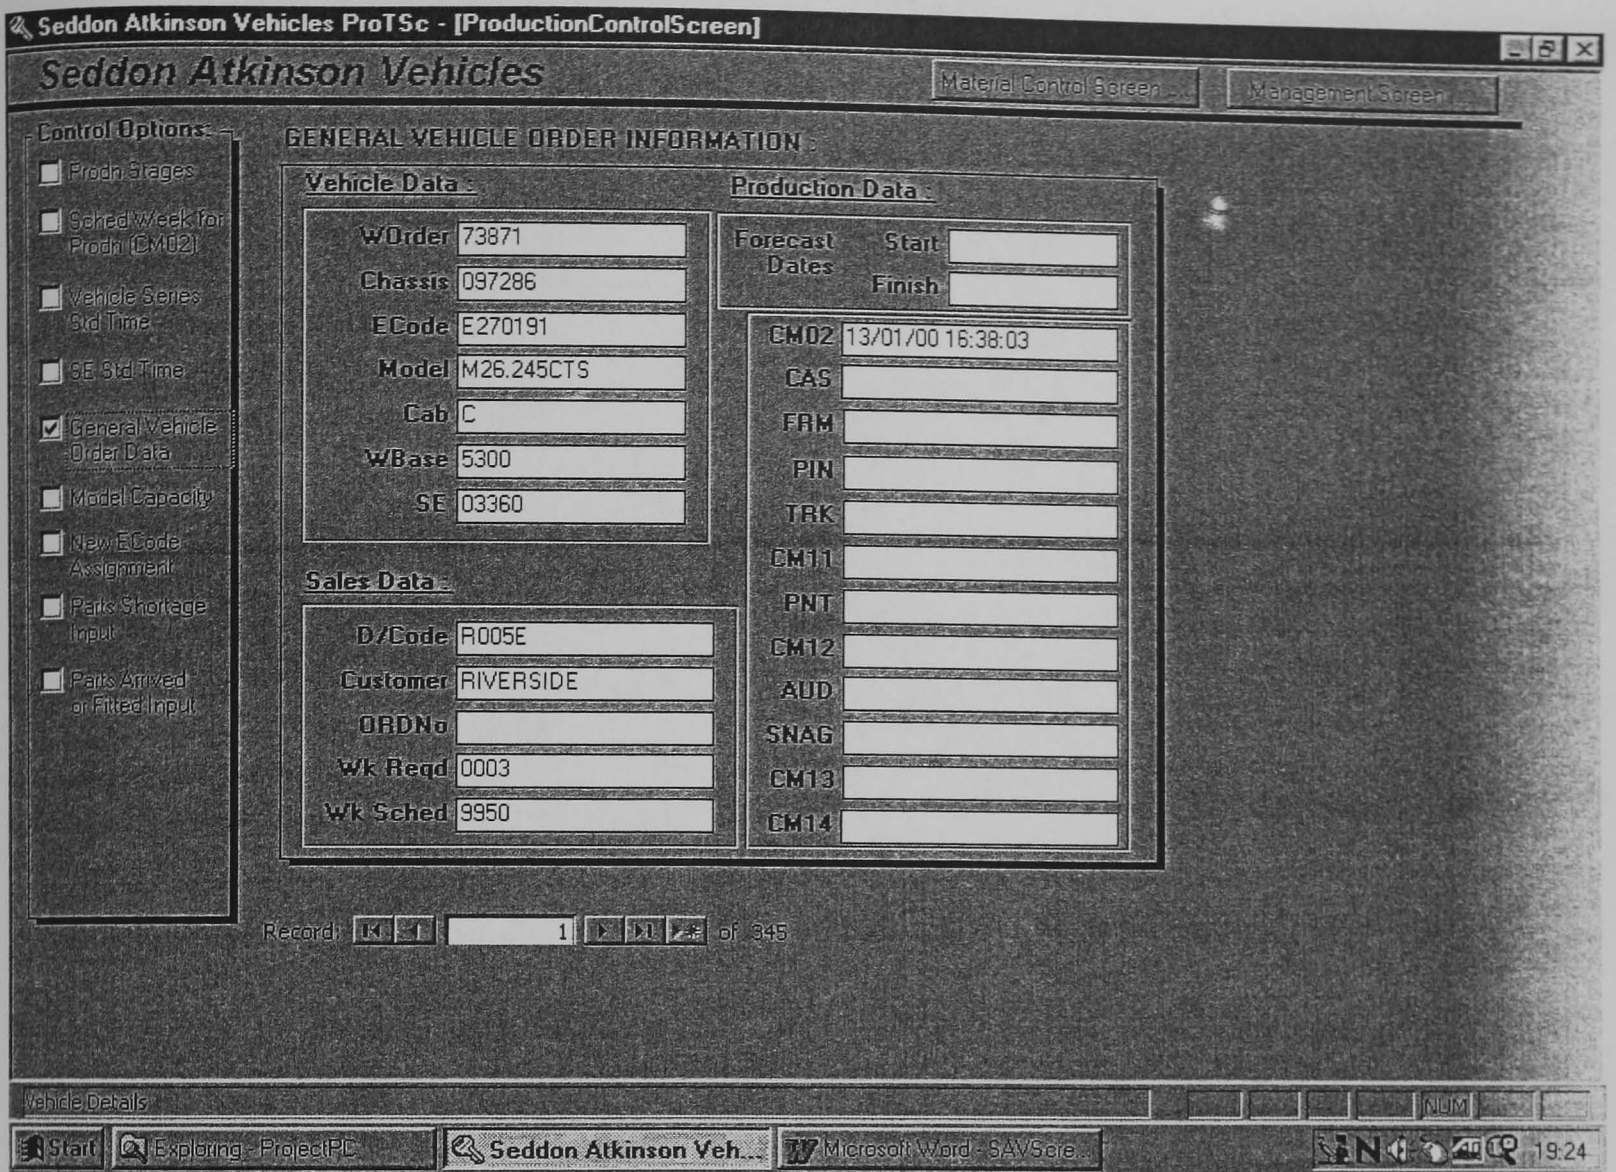 Seddon Atkinson Vehicles ProTSc - [ProductionControlScreen]
Seddon Atkinson Vehicles
Material Control Screen ...
Management Screen ...
Control Options:
Prodn Stages
Sched Week for
Prodn (CM02)
Vehicle Series
Std Time
SE Std Time
General Vehicle
Order Data
Model Capacity
New ECode
Assignment
Parts Shortage
Input
Parts Arrived
or Fitted Input
GENERAL VEHICLE ORDER INFORMATION :
Vehicle Data :
WOrder 73871
Chassis 097286
ECode E270191
Model M26.245CTS
Cab C
WBase 5300
SE 03360
Sales Data :
D/Code R005E
Customer RIVERSIDE
ORDNo
Wk Reqd 0003
Wk Sched 9950
Production Data :
Forecast Start
Dates
Finish
CM02 13/01/00 16:38:03
CAS
FRM
PIN
TRK
CM11
PNT
CM12
AUD
SNAG
CM13
CM14
Record: 1 of 345
Vehicle Details
NUM
Start Exploring - ProjectPC Seddon Atkinson Veh... Microsoft Word - SAVScre... 19:24